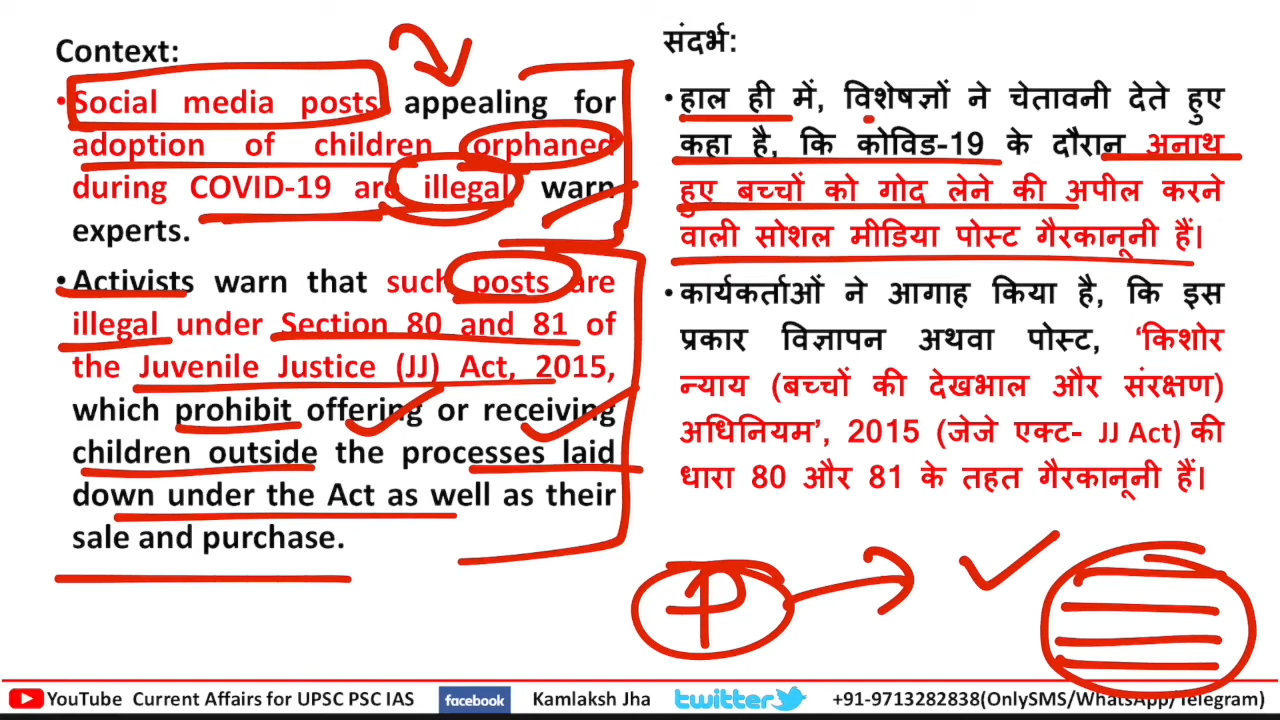 Context:
• Social media posts appealing for
adoption of children orphaned
during COVID-19 are illegal warn
experts.
• Activists warn that such posts are
illegal under Section 80 and 81 of
the Juvenile Justice (JJ) Act, 2015,
which prohibit offering or receiving
children outside the processes laid
down under the Act as well as their
sale and purchase.
संदर्भ:
• हाल ही में, विशेषज्ञों ने चेतावनी देते हुए
कहा है, कि कोविड-19 के दौरान अनाथ
हुए बच्चों को गोद लेने की अपील करने
वाली सोशल मीडिया पोस्ट गैरकानूनी हैं।
• कार्यकर्ताओं ने आगाह किया है, कि इस
प्रकार विज्ञापन अथवा पोस्ट, ‘किशोर
न्याय (बच्चों की देखभाल और संरक्षण)
अधिनियम’, 2015 (जेजे एक्ट- JJ Act) की
धारा 80 और 81 के तहत गैरकानूनी हैं।
YouTube Current Affairs for UPSC PSC IAS facebook Kamlaksh Jha twitter +91-9713282838(OnlySMS/WhatsApp/Telegram)